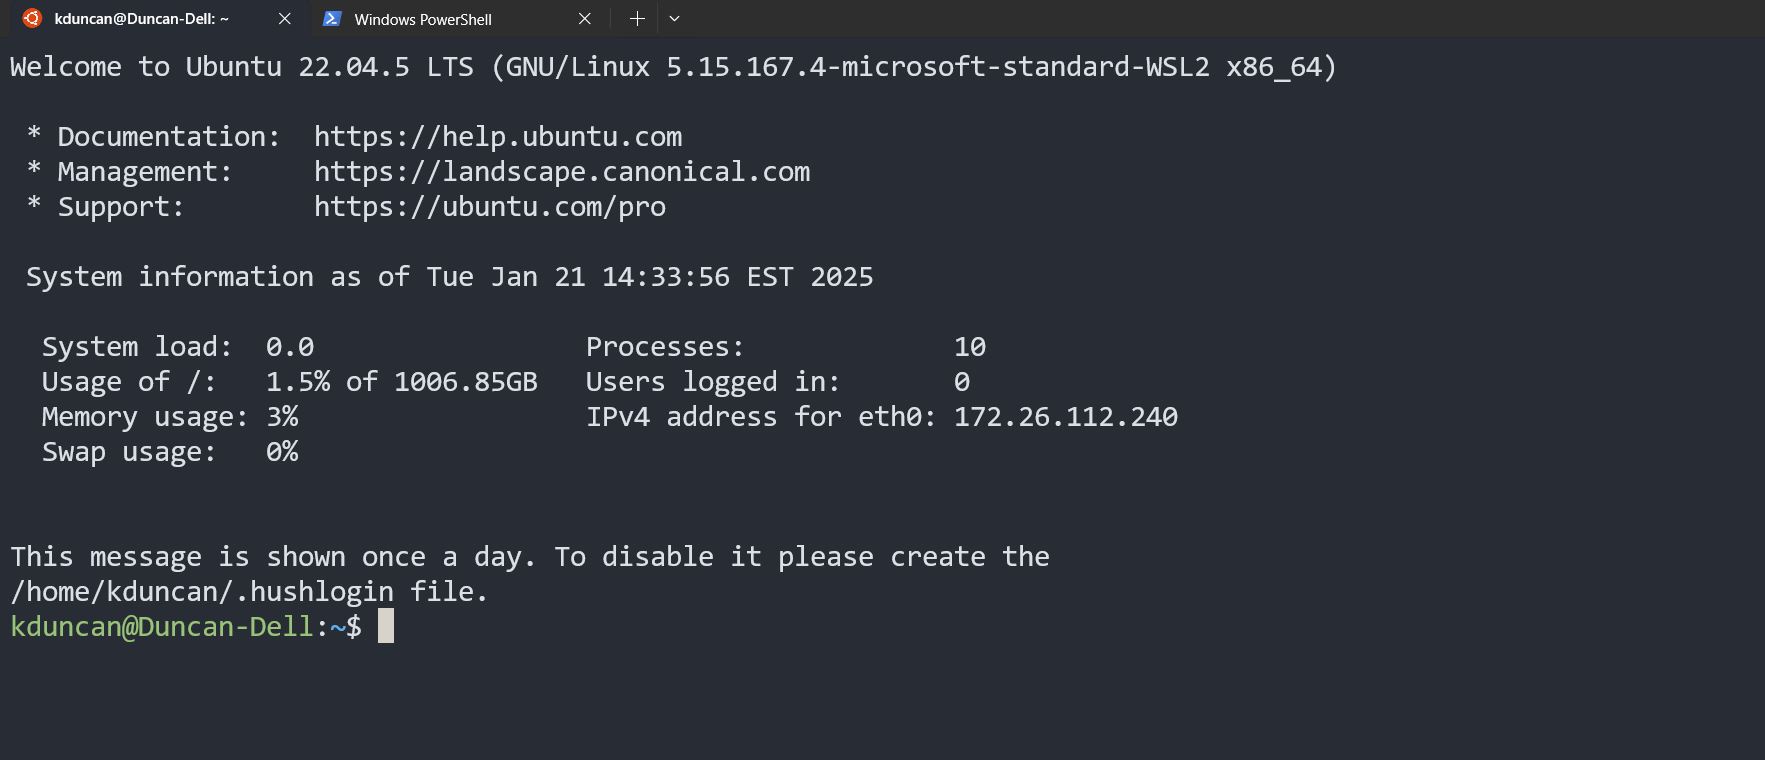 kduncan@Duncan-Dell: ~
Windows PowerShell
Welcome to Ubuntu 22.04.5 LTS (GNU/Linux 5.15.167.4-microsoft-standard-WSL2 x86_64)
* Documentation:  https://help.ubuntu.com
* Management:     https://landscape.canonical.com
* Support:        https://ubuntu.com/pro
System information as of Tue Jan 21 14:33:56 EST 2025
System load:  0.0                 Processes:             10
Usage of /:   1.5% of 1006.85GB   Users logged in:       0
Memory usage: 3%                  IPv4 address for eth0: 172.26.112.240
Swap usage:   0%
This message is shown once a day. To disable it please create the
/home/kduncan/.hushlogin file.
kduncan@Duncan-Dell:~$